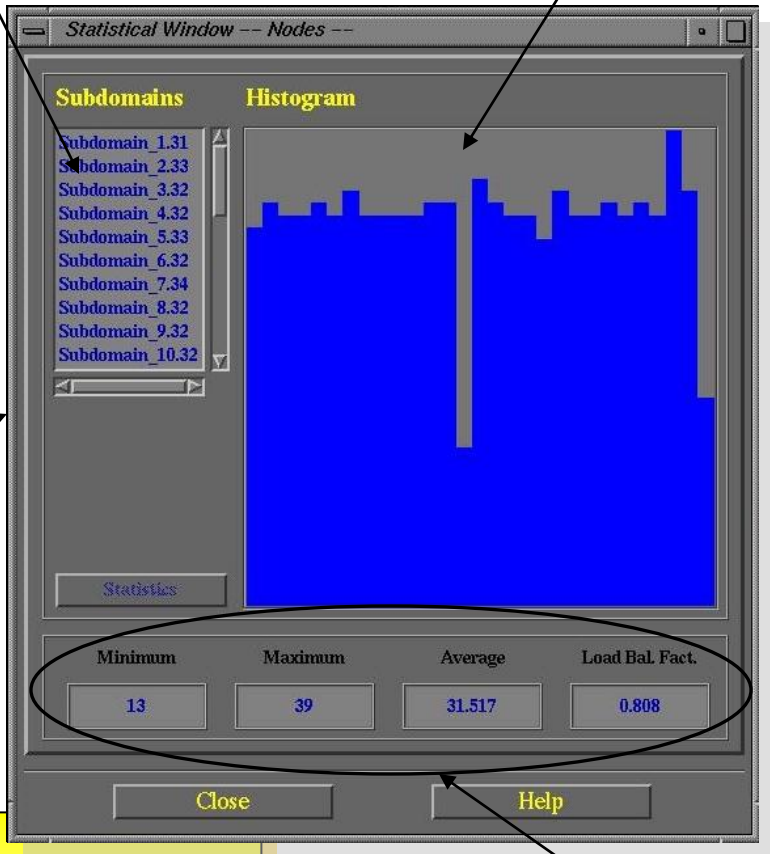 Statistical Window -- Nodes --
Subdomains
Histogram
Subdomain_1.31
Subdomain_2.33
Subdomain_3.32
Subdomain_4.32
Subdomain_5.33
Subdomain_6.32
Subdomain_7.34
Subdomain_8.32
Subdomain_9.32
Subdomain_10.32
Statistics
Minimum Maximum Average Load Bal. Fact.
13 39 31.517 0.808
Close Help